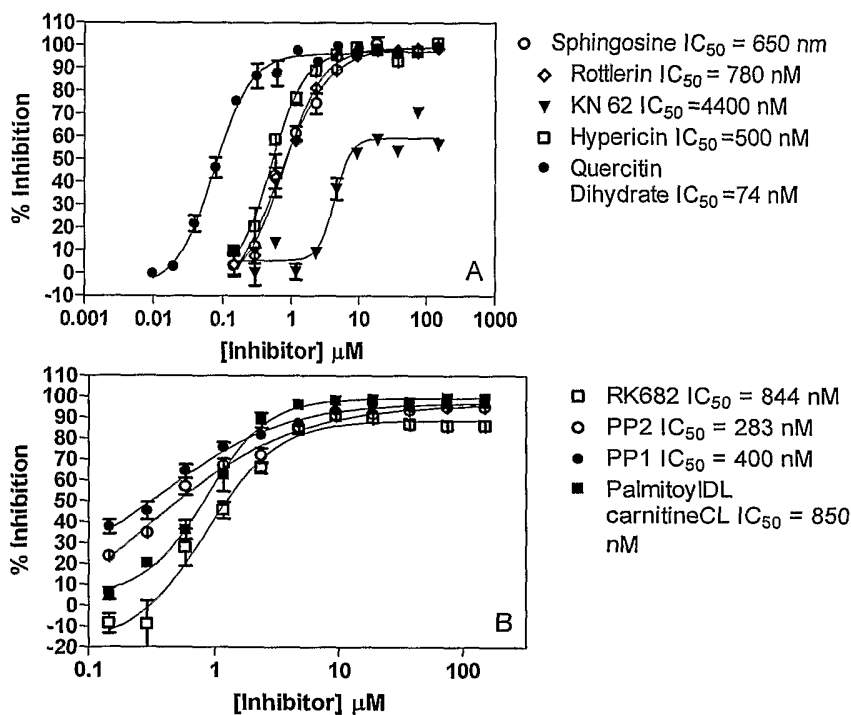 110
100
90
80
70
60
50
40
30
20
10
0
-10
% Inhibition
A
0.001 0.01 0.1 1 10 100 1000
[Inhibitor] µM
Sphingosine IC50 = 650 nm
Rottlerin IC50 = 780 nM
KN 62 IC50 =4400 nM
Hypericin IC50 =500 nM
Quercitin
Dihydrate IC50 =74 nM
110
100
90
80
70
60
50
40
30
20
10
0
-10
-20
% Inhibition
B
0.1 1 10 100
[Inhibitor] µM
RK682 IC50 = 844 nM
PP2 IC50 = 283 nM
PP1 IC50 = 400 nM
PalmitoylDL
carnitineCL IC50 = 850
nM